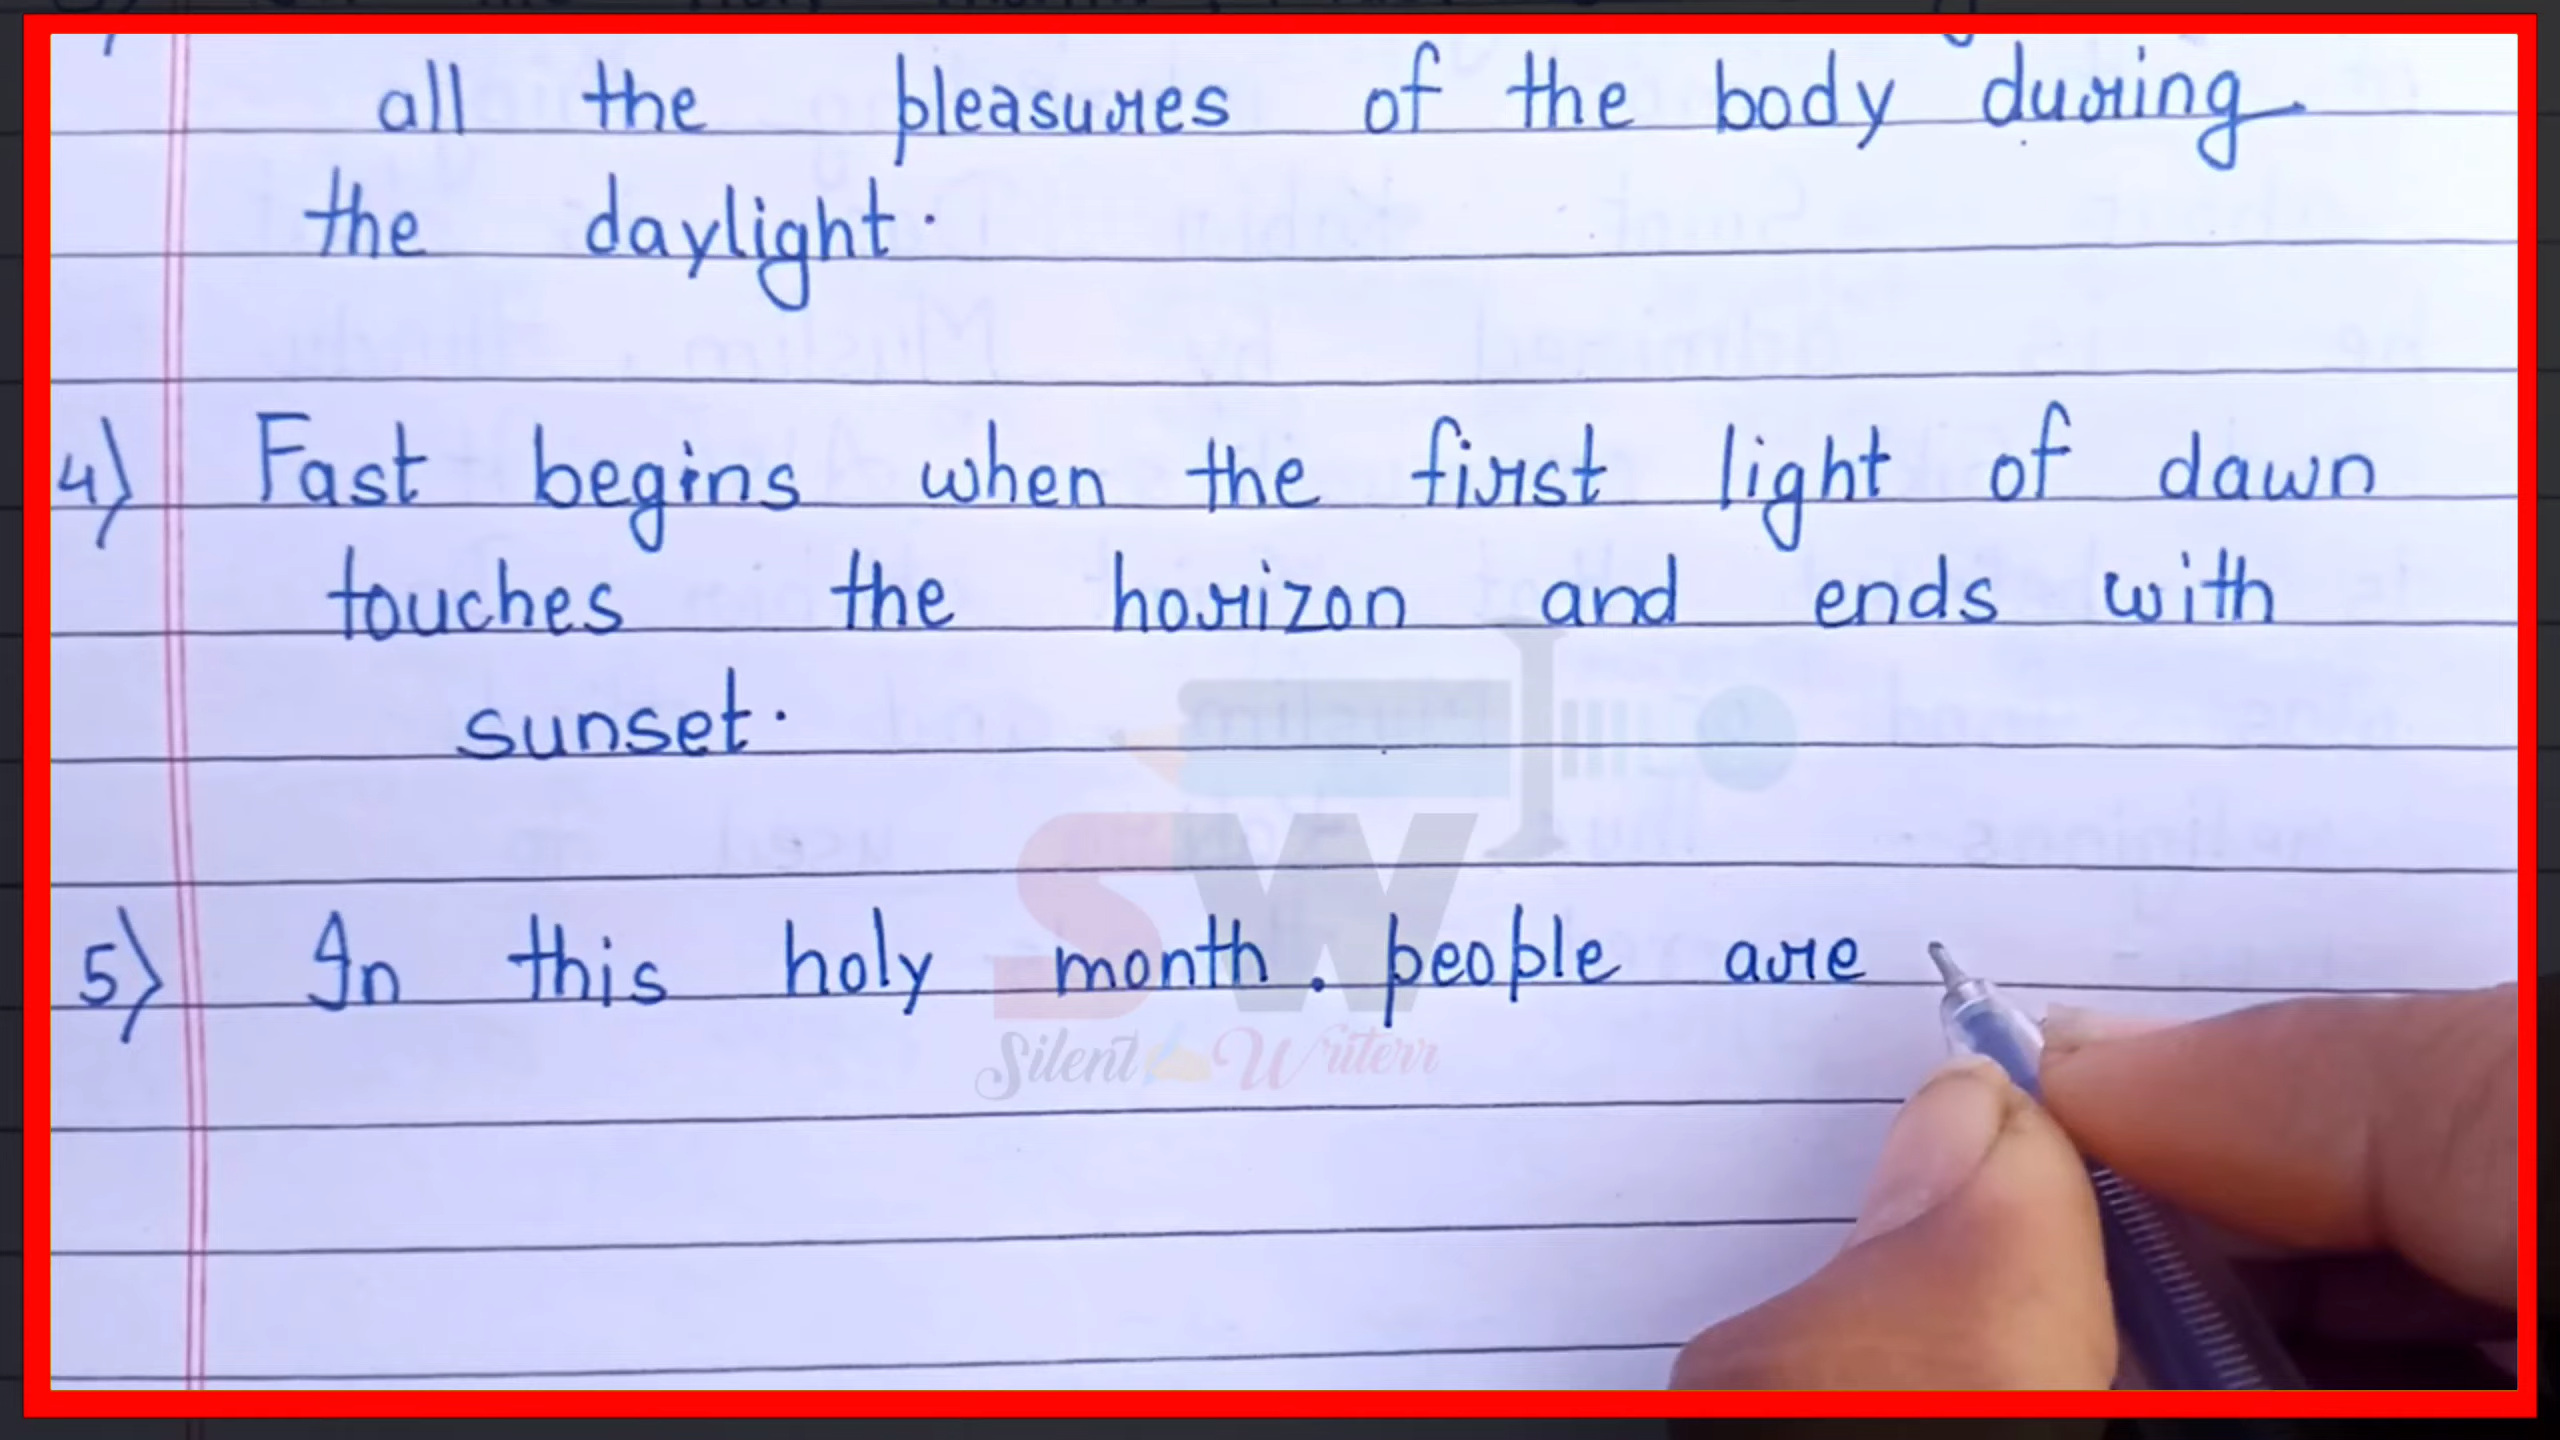 all the pleasures of the body during
the daylight.
4) Fast begins when the first light of dawn
touches the horizon and ends with
sunset.
5) In this holy month. people are
SW
Silent Writerr